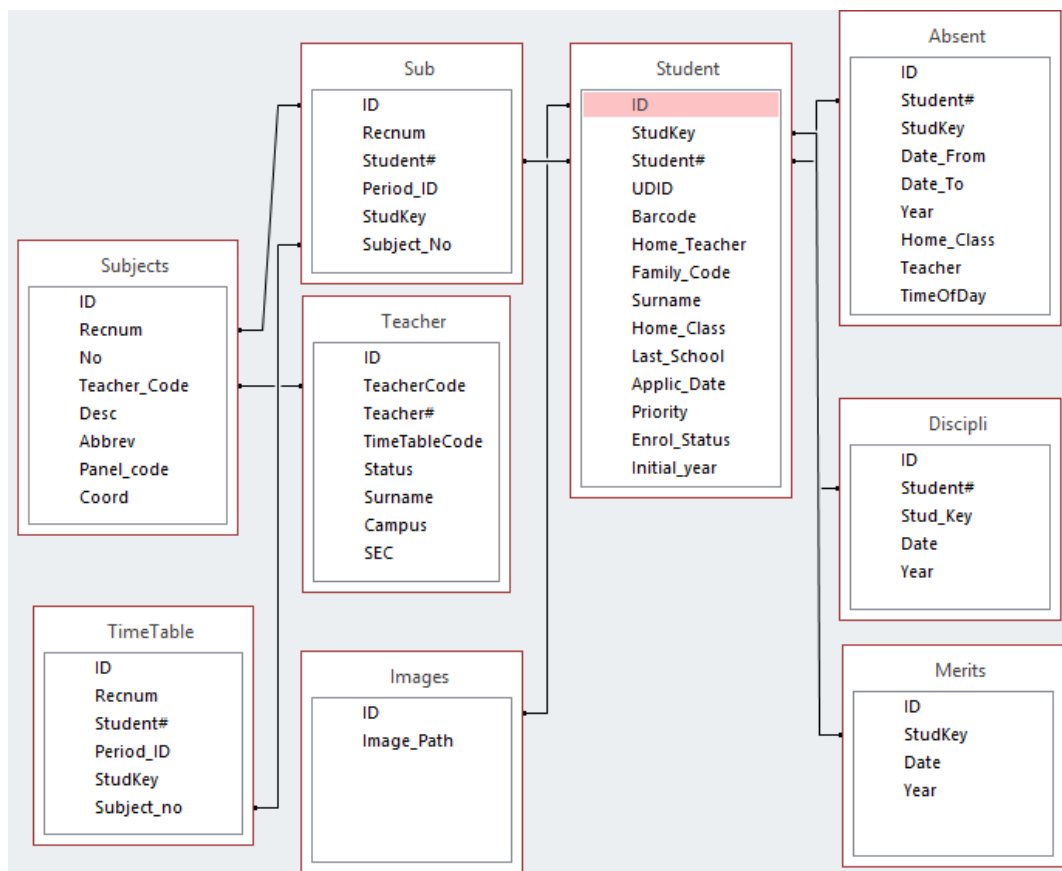 Sub
ID
Recnum
Student#
Period_ID
StudKey
Subject_No
Student
ID
StudKey
Student#
UDID
Barcode
Home_Teacher
Family_Code
Surname
Home_Class
Last_School
Applic_Date
Priority
Enrol_Status
Initial_year
Absent
ID
Student#
StudKey
Date_From
Date_To
Year
Home_Class
Teacher
TimeOfDay
Subjects
ID
Recnum
No
Teacher_Code
Desc
Abbrev
Panel_code
Coord
Teacher
ID
TeacherCode
Teacher#
TimeTableCode
Status
Surname
Campus
SEC
Discipli
ID
Student#
Stud_Key
Date
Year
TimeTable
ID
Recnum
Student#
Period_ID
StudKey
Subject_no
Images
ID
Image_Path
Merits
ID
StudKey
Date
Year